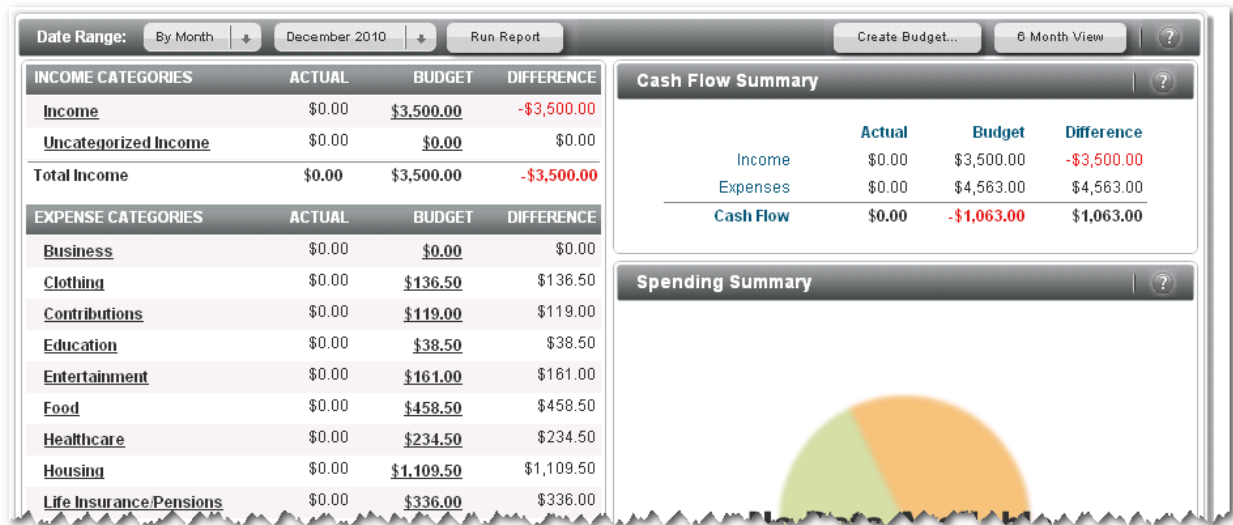 Date Range: By Month December 2010 Run Report Create Budget... 6 Month View ?
INCOME CATEGORIES ACTUAL BUDGET DIFFERENCE
Income $0.00 $3,500.00 -$3,500.00
Uncategorized Income $0.00 $0.00 $0.00
Total Income $0.00 $3,500.00 -$3,500.00
EXPENSE CATEGORIES ACTUAL BUDGET DIFFERENCE
Business $0.00 $0.00 $0.00
Clothing $0.00 $136.50 $136.50
Contributions $0.00 $119.00 $119.00
Education $0.00 $38.50 $38.50
Entertainment $0.00 $161.00 $161.00
Food $0.00 $458.50 $458.50
Healthcare $0.00 $234.50 $234.50
Housing $0.00 $1,109.50 $1,109.50
Life Insurance/Pensions $0.00 $336.00 $336.00
Cash Flow Summary ?
Actual Budget Difference
Income $0.00 $3,500.00 -$3,500.00
Expenses $0.00 $4,563.00 $4,563.00
Cash Flow $0.00 -$1,063.00 $1,063.00
Spending Summary ?